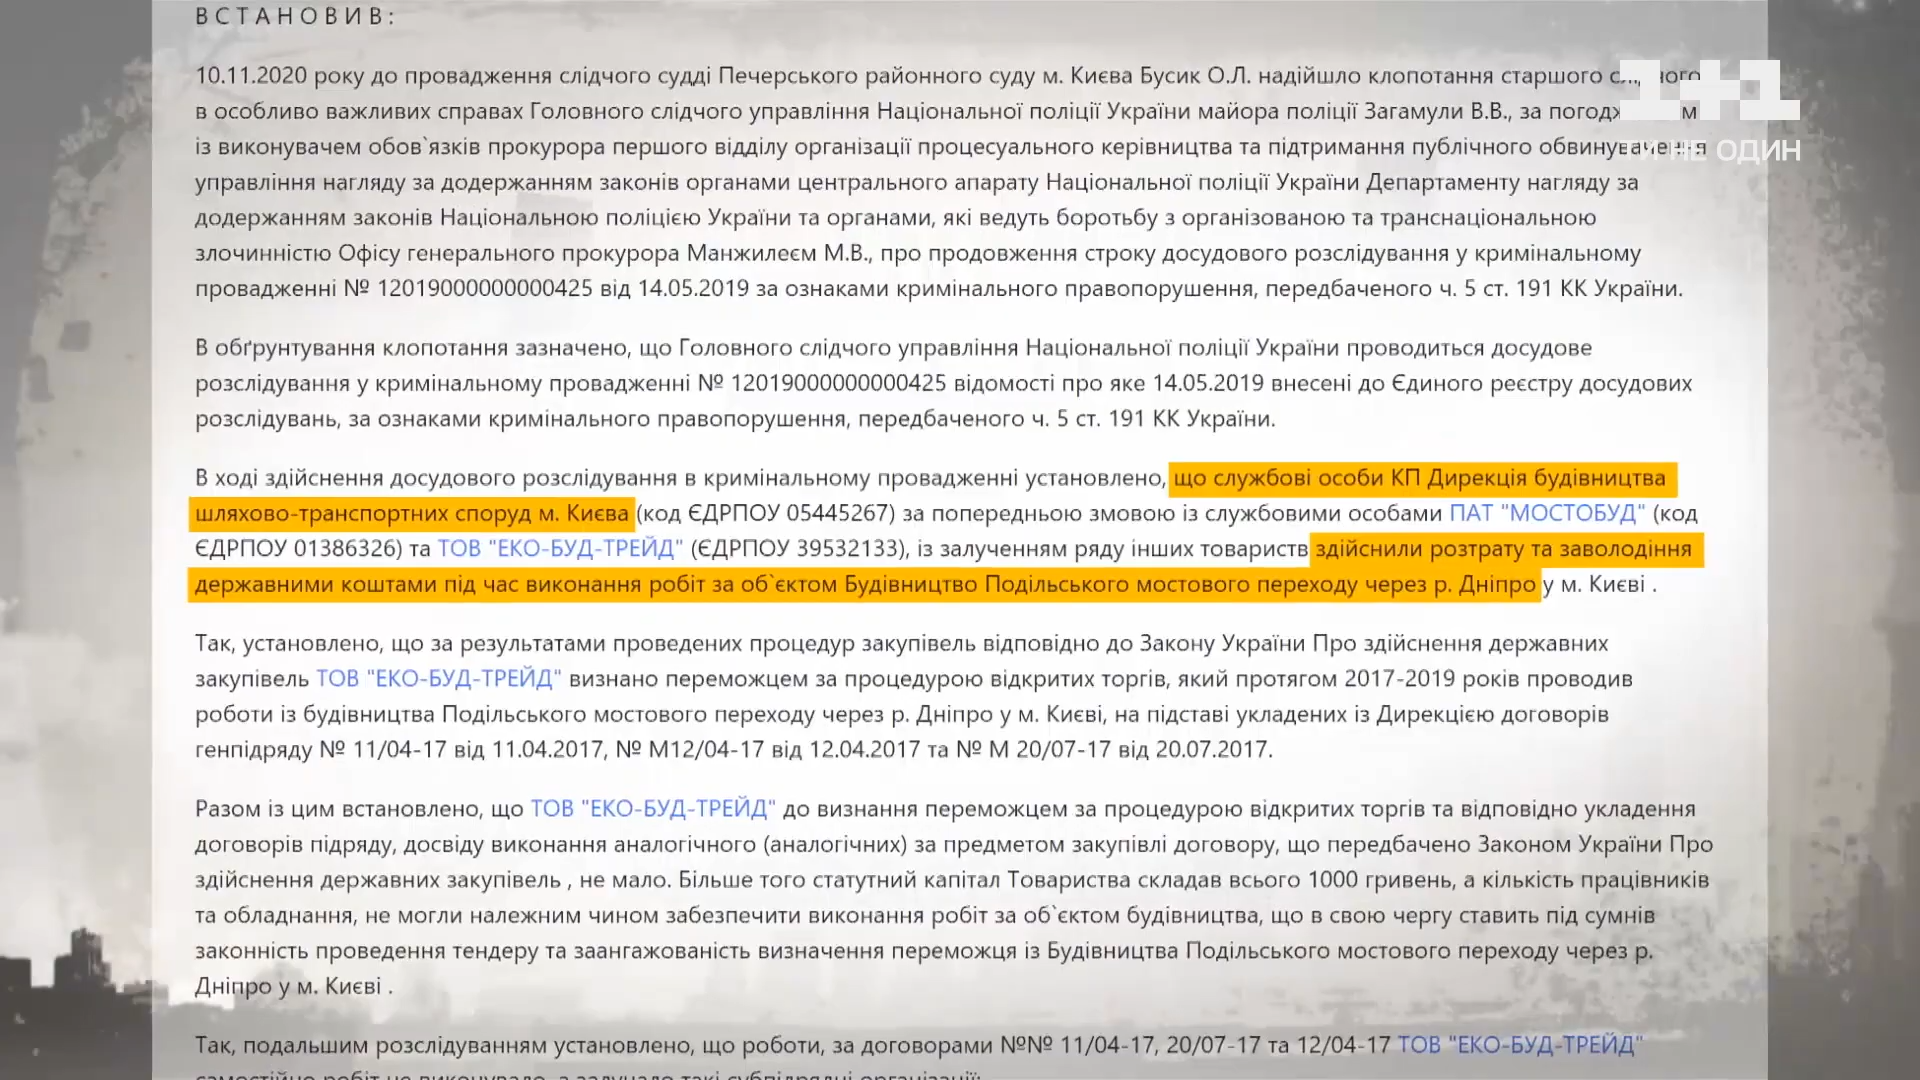 ВСТАНОВИВ:
10.11.2020 року до провадження слідчого судді Печерського районного суду м. Києва Бусик О.Л. надійшло клопотання старшого
в особливо важливих справах Головного слідчого управління Національної поліції України майора поліції Загамули В.В., за
із виконувачем обов`язків прокурора першого відділу організації процесуального керівництва та підтримання публічного обвинувачення
управління нагляду за додержанням законів органами центрального апарату Національної поліції України Департаменту нагляду за
додержанням законів Національною поліцією України та органами, які ведуть боротьбу з організованою та транснаціональною
злочинністю Офісу генерального прокурора Манжилеєм М.В., про продовження строку досудового розслідування у кримінальному
провадженні № 12019000000000425 від 14.05.2019 за ознаками кримінального правопорушення, передбаченого ч. 5 ст. 191 КК України.
В обґрунтування клопотання зазначено, що Головного слідчого управління Національної поліції України проводиться досудове
розслідування у кримінальному провадженні № 12019000000000425 відомості про яке 14.05.2019 внесені до Єдиного реєстру досудових
розслідувань, за ознаками кримінального правопорушення, передбаченого ч. 5 ст. 191 КК України.
В ході здійснення досудового розслідування в кримінальному провадженні установлено, що службові особи КП Дирекція будівництва
шляхово-транспортних споруд м. Києва (код ЄДРПОУ 05445267) за попередньою змовою із службовими особами ПАТ "МОСТОБУД" (код
ЄДРПОУ 01386326) та ТОВ "ЕКО-БУД-ТРЕЙД" (ЄДРПОУ 39532133), із залученням ряду інших товариств здійснили розтрату та заволодіння
державними коштами під час виконання робіт за об`єктом Будівництво Подільського мостового переходу через р. Дніпро у м. Києві .
Так, установлено, що за результатами проведених процедур закупівель відповідно до Закону України Про здійснення державних
закупівель ТОВ "ЕКО-БУД-ТРЕЙД" визнано переможцем за процедурою відкритих торгів, який протягом 2017-2019 років проводив
роботи із будівництва Подільського мостового переходу через р. Дніпро у м. Києві, на підставі укладених із Дирекцією договорів
генпідряду № 11/04-17 від 11.04.2017, № М12/04-17 від 12.04.2017 та № М 20/07-17 від 20.07.2017.
Разом із цим встановлено, що ТОВ "ЕКО-БУД-ТРЕЙД" до визнання переможцем за процедурою відкритих торгів та відповідно укладення
договорів підряду, досвіду виконання аналогічного (аналогічних) за предметом закупівлі договору, що передбачено Законом України Про
здійснення державних закупівель , не мало. Більше того статутний капітал Товариства складав всього 1000 гривень, а кількість працівників
та обладнання, не могли належним чином забезпечити виконання робіт за об`єктом будівництва, що в свою чергу ставить під сумнів
законність проведення тендеру та заангажованість визначення переможця із Будівництва Подільського мостового переходу через р.
Дніпро у м. Києві .
Так, подальшим розслідуванням установлено, що роботи, за договорами №№ 11/04-17, 20/07-17 та 12/04-17 ТОВ "ЕКО-БУД-ТРЕЙД"
самостійно робіт не виконувало, а залучало такі субпідрядні організації:
1+1
ТИ НЕ ОДИН